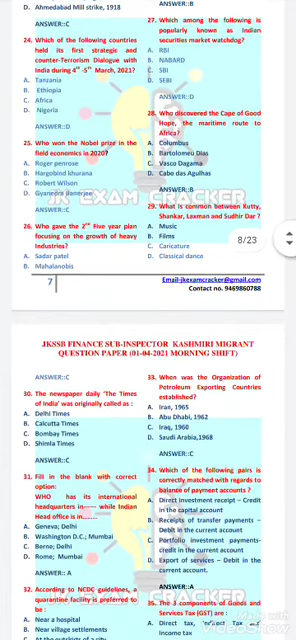 D. Ahmedabad Mill strike, 1918
ANSWER::C
24. Which of the following countries
held its first strategic and
counter-Terrorism Dialogue with
India during 4th -5th March, 2021?
A. Tanzania
B. Ethiopia
C. Africa
D. Nigeria
ANSWER::D
25. Who won the Nobel prize in the
field economics in 2020?
A. Roger penrose
B. Hargobind khurana
C. Robert Wilson
D. Gyanedra banerjee
ANSWER::C
26. Who gave the 2nd Five year plan
focusing on the growth of heavy
Industries?
A. Sadar patel
B. Mahalanobis
27. Which among the following is
popularly known as Indian
securities market watchdog?
A. RBI
B. NABARD
C. SBI
D. SEBI
ANSWER::D
28. Who discovered the Cape of Good
Hope, the maritime route to
Africa?
A. Columbus
B. Bartolomeu Dias
C. Vasco Dagama
D. Cabo das Agulhas
ANSWER::B
29. What is common between Kutty,
Shankar, Laxman and Sudhir Dar ?
A. Music
B. Films
C. Caricature
D. Classical dance
JK EXAM CRACKER
8/23
7
Email-jkexamcracker@gmail.com
Contact no. 9469860788
JKSSB FINANCE SUB-INSPECTOR KASHMIRI MIGRANT
QUESTION PAPER (01-04-2021 MORNING SHIFT)
ANSWER::C
30. The newspaper daily 'The Times
of India' was originally called as :
A. Delhi Times
B. Calcutta Times
C. Bombay Times
D. Shimla Times
ANSWER::C
31. Fill in the blank with correct
option:
WHO has its international
headquarters in------ while Indian
Head office is in.......
A. Geneva; Delhi
B. Washington D.C.; Mumbai
C. Berne; Delhi
D. Rome; Mumbai
ANSWER:: A
32. According to NCDC guidelines, a
quarantine facility is preferred to
be :
A. Near a hospital
B. Near village settlements
C. At the outskirts of a city
33. When was the Organization of
Petroleum Exporting Countries
established?
A. Iran, 1965
B. Abu Dhabi, 1962
C. Iraq, 1960
D. Saudi Arabia,1968
ANSWER::C
34. Which of the following pairs is
correctly matched with regards to
balance of payment accounts ?
A. Direct investment receipt – Credit
in the capital account
B. Receipts of transfer payments –
Debit in the current account
C. Portfolio investment payments-
credit in the current account
D. Export of services – Debit in the
current account.
ANSWER::A
35. The 3 components of Goods and
Services Tax (GST) are :
A. Direct tax, Indirect Tax and
Income tax